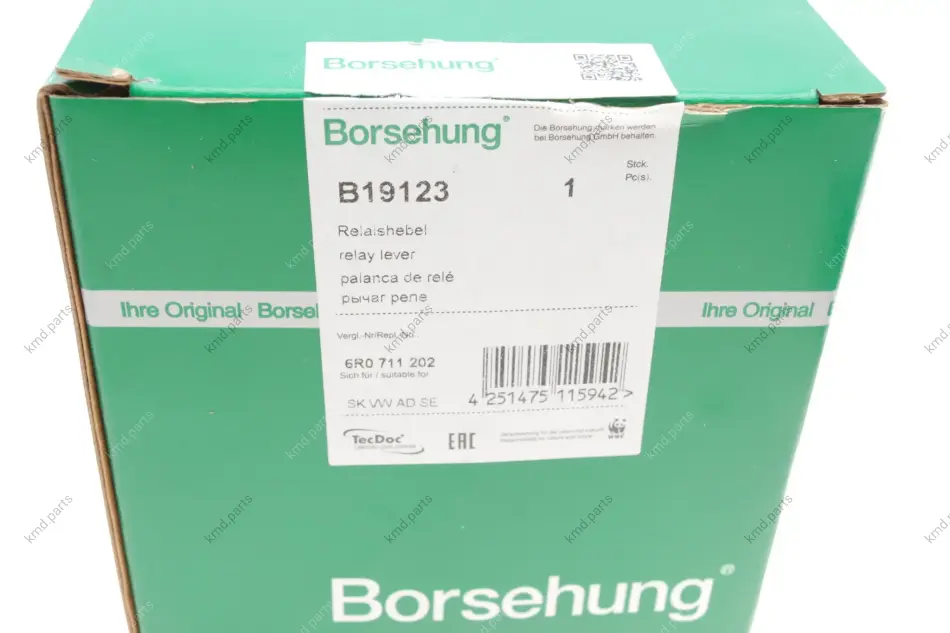 Borsehung®
Borsehung®
Die Borsehung Marken werden
bei Borsehung GmbH behalten.
Stck.
Pc(s).
B19123
1
Relaishebel
relay lever
palanca de relé
рычаг реле
Ihre Original Borseh
Ihre Original B
Vergl.-Nr/Repl.-No.
6R0 711 202
Sich für / suitable for
SK VW AD SE
4 251475 115942 >
TecDoc®
EAC
WWF
Borsehung®
kmd.parts